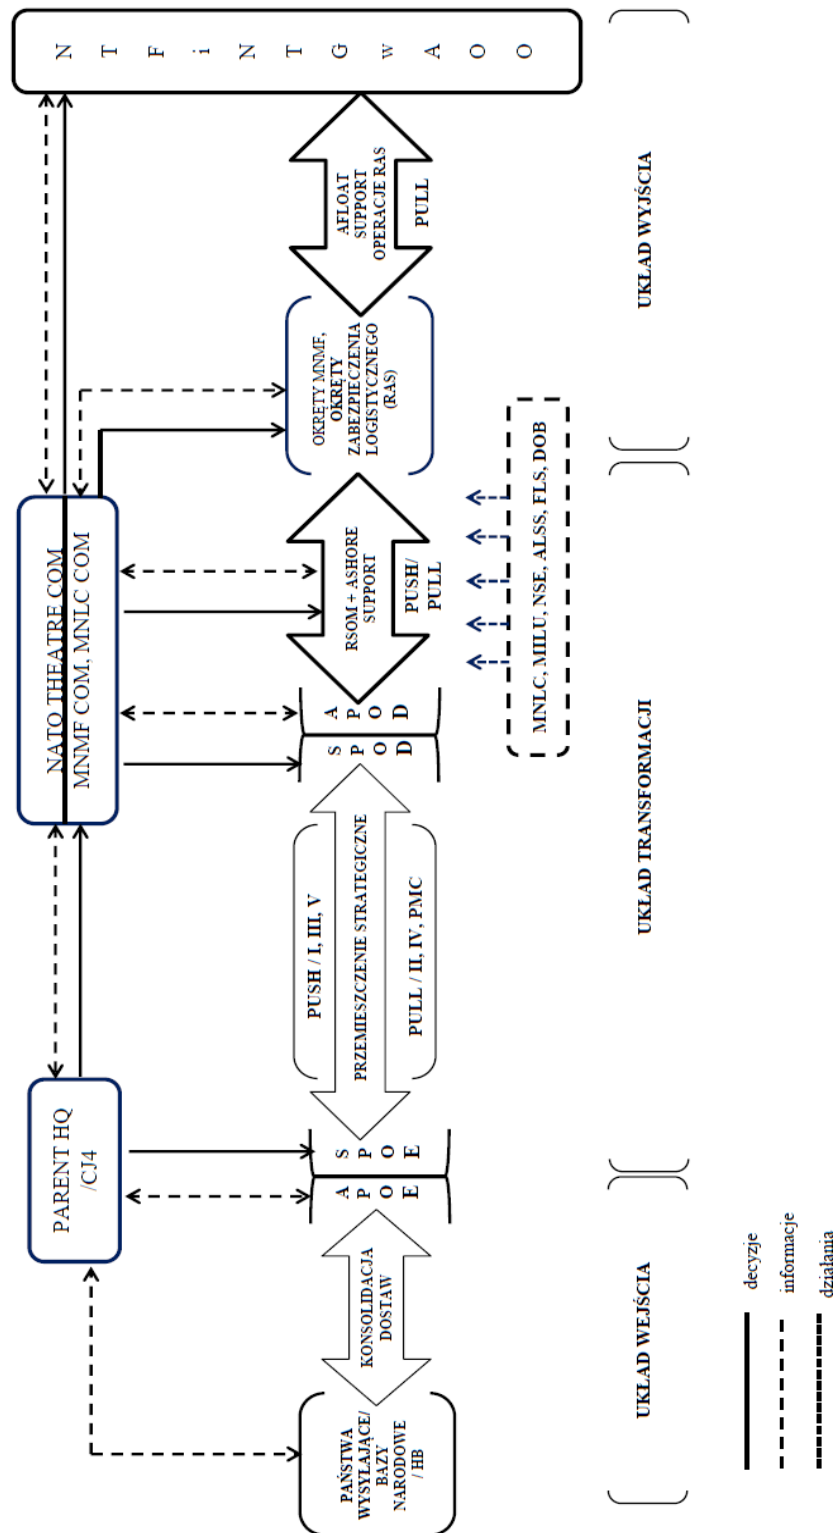 PARENT HQ
/CJ4
NATO THEATRE COM
MNMF COM, MNLC COM
N T F i N T G w A O O
PAŃSTWA
WYSYŁAJĄCE/
BAZY
NARODOWE
/ HB
KONSOLIDACJA
DOSTAW
A P O E
S P O E
PUSH / I, III, V
PRZEMIESZCZENIE STRATEGICZNE
PULL / II, IV, PMC
S P O D
A P O D
RSOM + ASHORE
SUPPORT
PUSH/
PULL
OKRĘTY MNMF,
OKRĘTY
ZABEZPIECZENIA
LOGISTYCZNEGO
(RAS)
AFLOAT
SUPPORT
OPERACJE RAS
PULL
MNLC, MILU, NSE, ALSS, FLS, DOB
UKŁAD WEJŚCIA
UKŁAD TRANSFORMACJI
UKŁAD WYJŚCIA
decyzje
informacje
działania